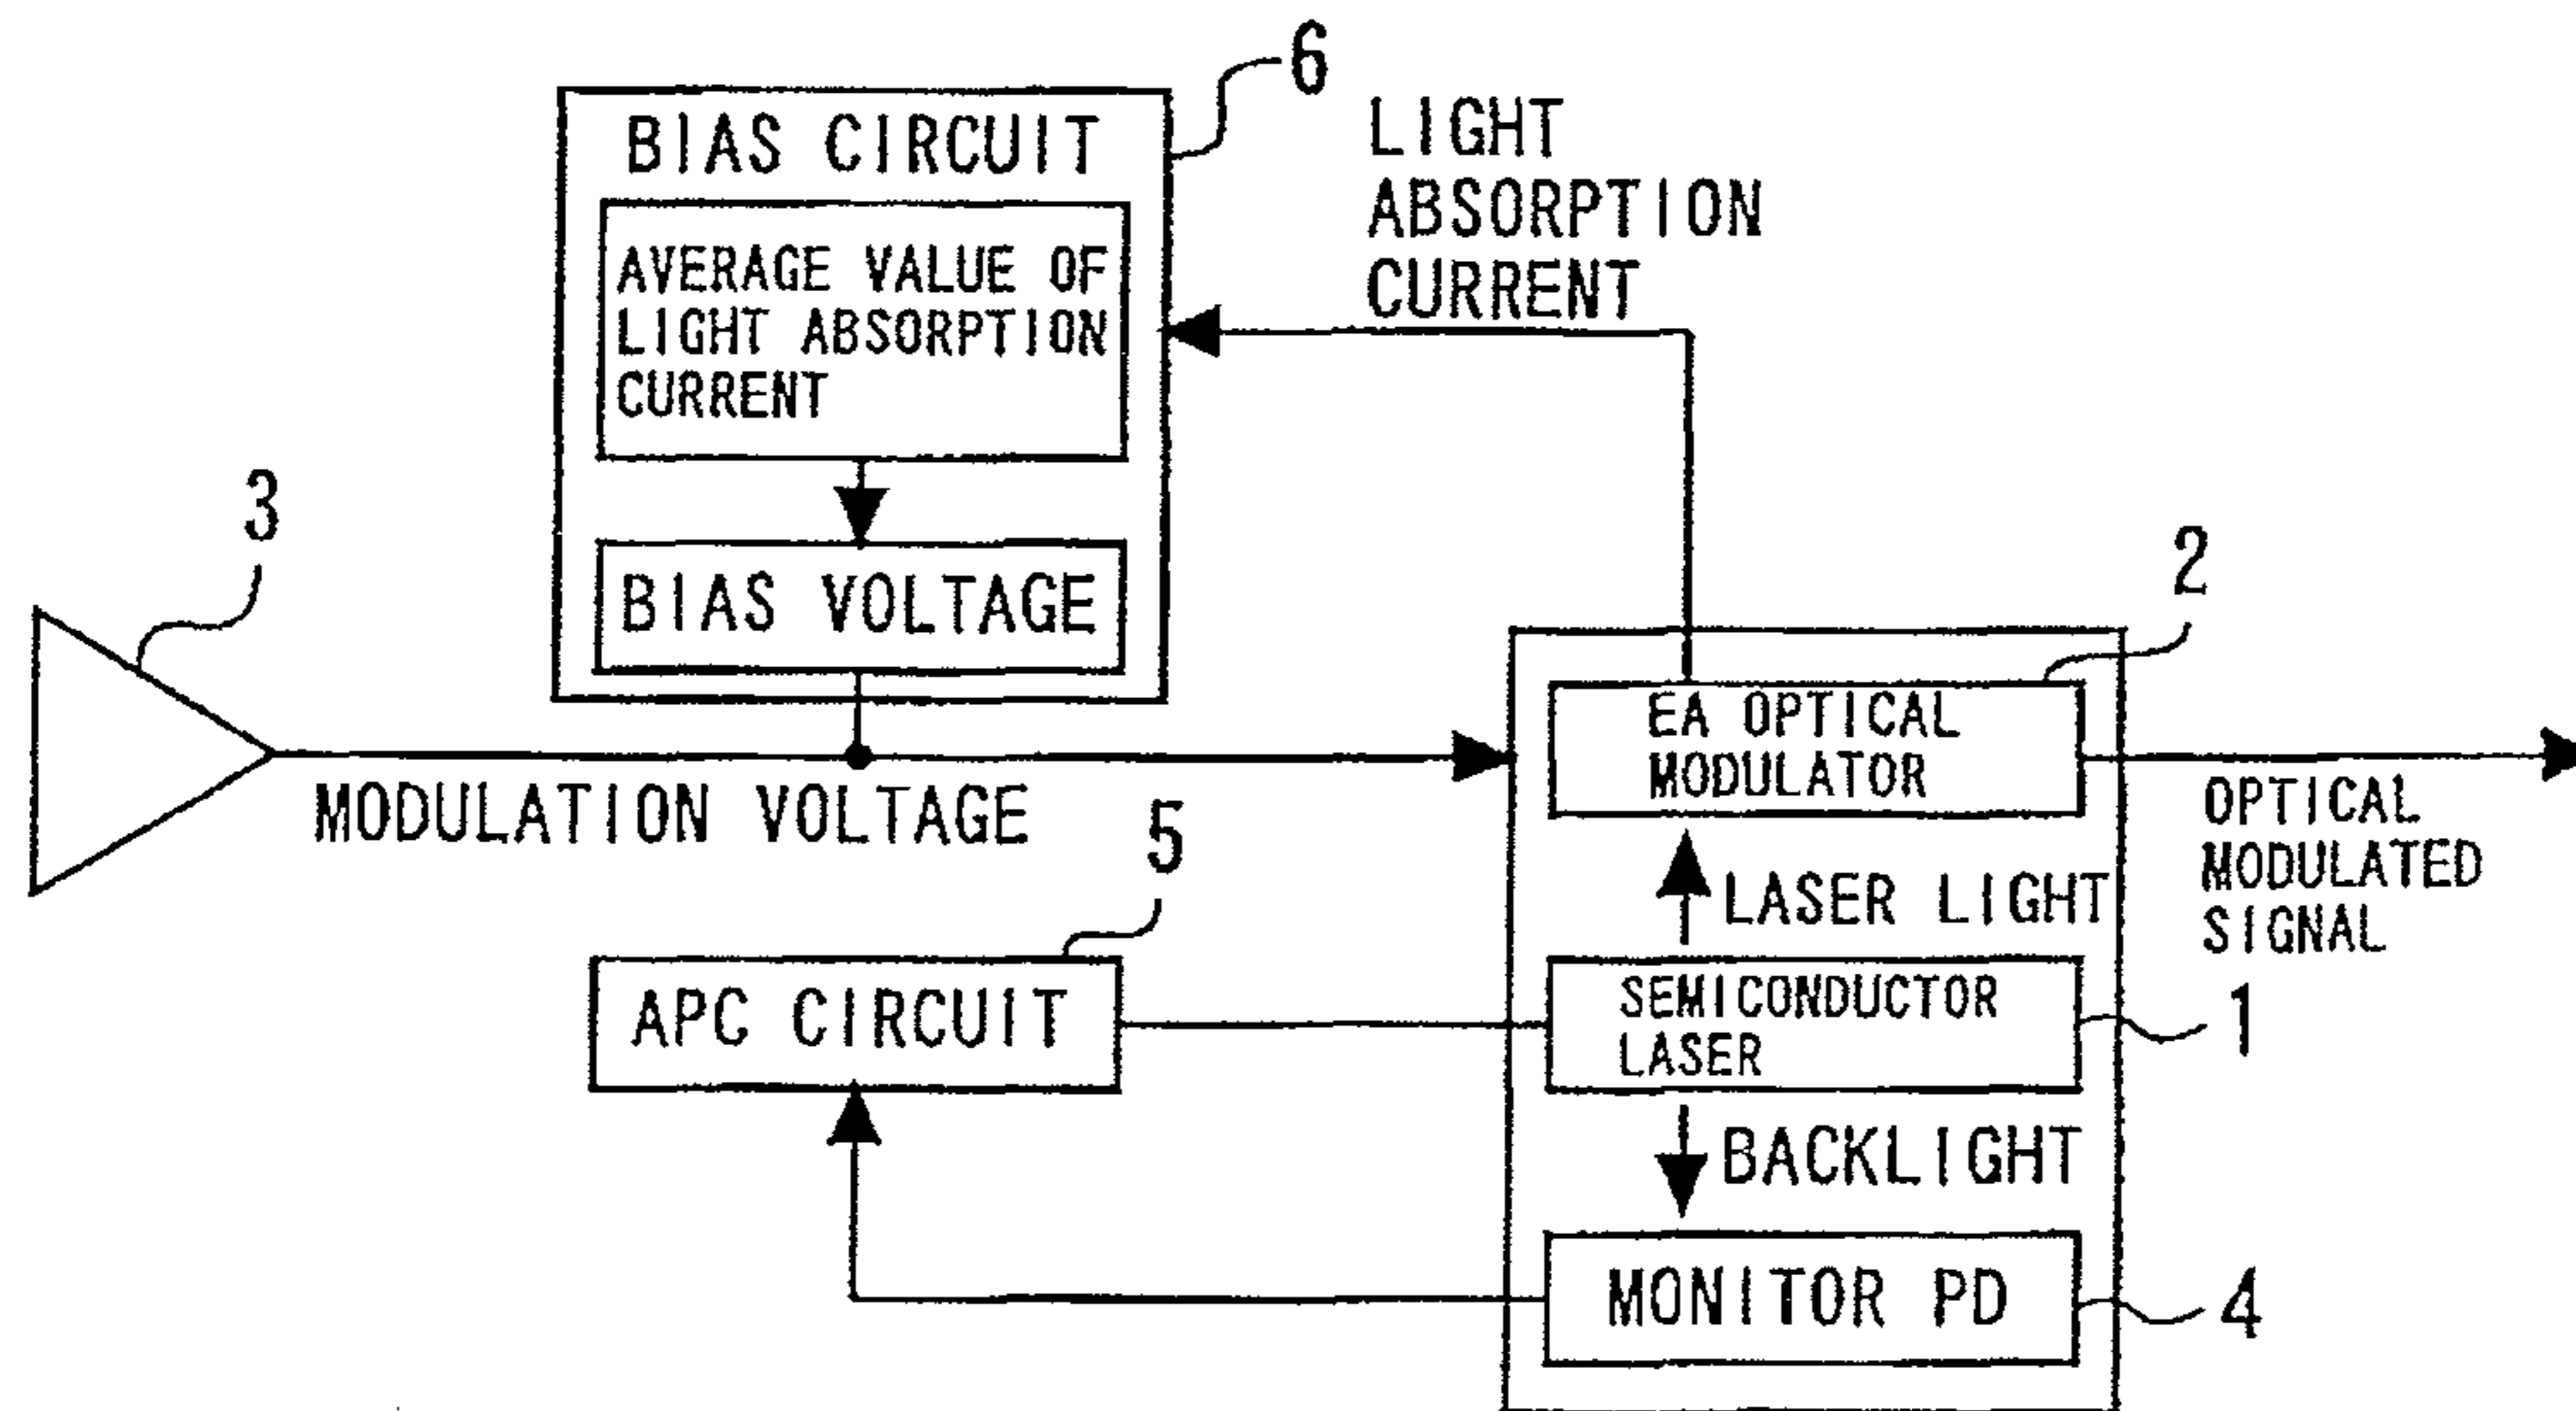 6
BIAS CIRCUIT
AVERAGE VALUE OF
LIGHT ABSORPTION
CURRENT
BIAS VOLTAGE
LIGHT
ABSORPTION
CURRENT
3
MODULATION VOLTAGE
2
EA OPTICAL
MODULATOR
OPTICAL
MODULATED
SIGNAL
LASER LIGHT
5
APC CIRCUIT
SEMICONDUCTOR
LASER
1
BACKLIGHT
MONITOR PD
4